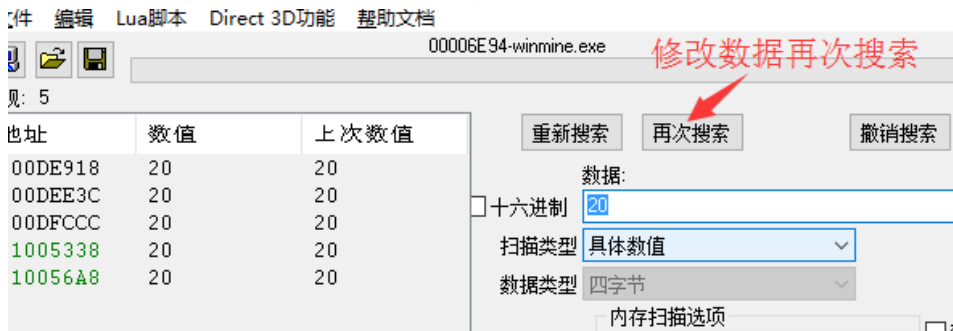 件 编辑 Lua脚本 Direct 3D功能 帮助文档
00006E94-winmine.exe
修改数据再次搜索
: 5
地址 数值 上次数值
重新搜索 再次搜索 撤销搜索
00DE918 20 20
00DEE3C 20 20
00DFCCC 20 20
1005338 20 20
10056A8 20 20
数据:
十六进制 20
扫描类型 具体数值
数据类型 四字节
内存扫描选项